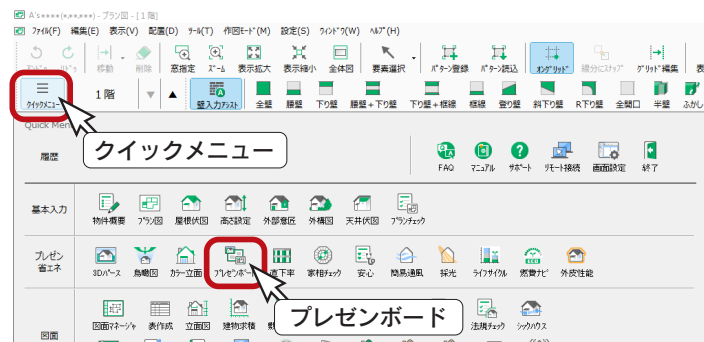 A's****(*.**,***) - プラン図 - [1 階]
ﾌｧｲﾙ(F) 編集(E) 表示(V) 配置(D) ﾂｰﾙ(T) 作図ﾓｰﾄﾞ(M) 設定(S) ｳｨﾝﾄﾞｳ(W) ﾍﾙﾌﾟ(H)
移動 削除 窓指定 ｽﾞｰﾑ 表示拡大 表示縮小 全体図 要素選択 ﾊﾟﾀｰﾝ登録 ﾊﾟﾀｰﾝ読込 ｵﾝｸﾞﾘｯﾄﾞ 線分にｽﾅｯﾌﾟ ｸﾞﾘｯﾄﾞ編集 表
ｸｲｯｸﾒﾆｭｰ 1 階 ▼ ▲ 壁入力ｱｼｽﾄ 全壁 腰壁 下り壁 腰壁＋下り壁 下り壁＋框線 框線 登り壁 斜下り壁 R下り壁 全開口 半壁 ふかし
Quick Men
クイックメニュー
履歴 FAQ ﾏﾆｭｱﾙ ｻﾎﾟｰﾄ ﾘﾓｰﾄ接続 画面設定 終了
基本入力 物件概要 ﾌﾟﾗﾝ図 屋根伏図 高さ設定 外部意匠 外構図 天井伏図 ﾌﾟﾗﾝﾁｪｯｸ
プレゼン
省エネ
3Dﾊﾟｰｽ 鳥瞰図 ｶﾗｰ立面 ﾌﾟﾚｾﾞﾝﾎﾞｰﾄﾞ 直下率 家相ﾁｪｯｸ 安心 簡易通風 採光 ﾗｲﾌｻｲｸﾙ 燃費ﾅﾋﾞ 外皮性能
プレゼンボード
図面 図面ﾏﾈｰｼﾞｬ 表作成 立面図 建物求積 法規ﾁｪｯｸ ｼｯｸﾊｳｽ